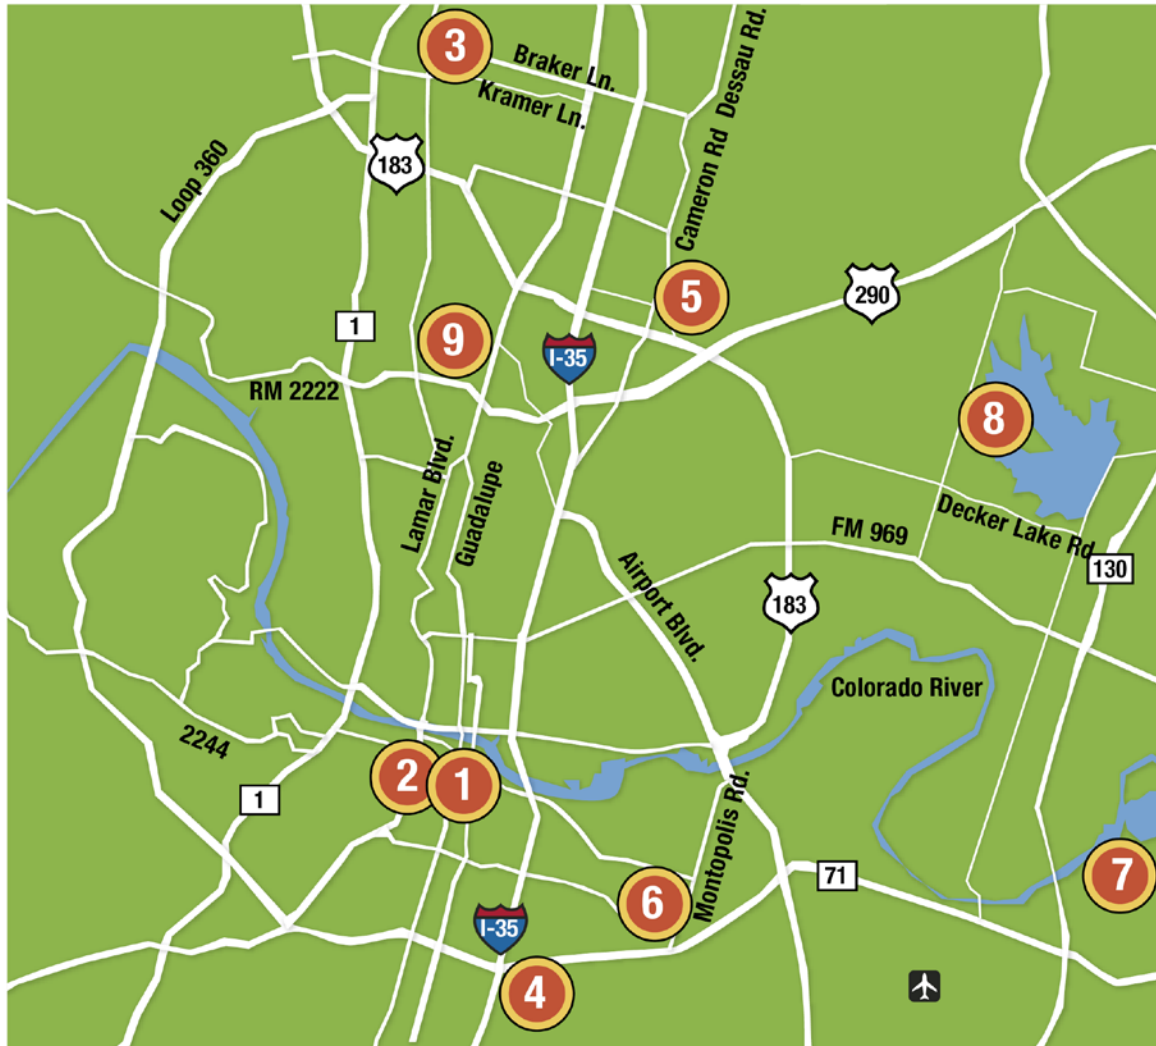 3
Braker Ln.
Kramer Ln.
Cameron Rd Dessau Rd.
183
Loop 360
5
290
1
9
I-35
RM 2222
8
Lamar Blvd.
Guadalupe
Decker Lake Rd
FM 969
130
Airport Blvd.
183
Colorado River
2244
2
1
1
Montopolis Rd.
71
7
6
I-35
4